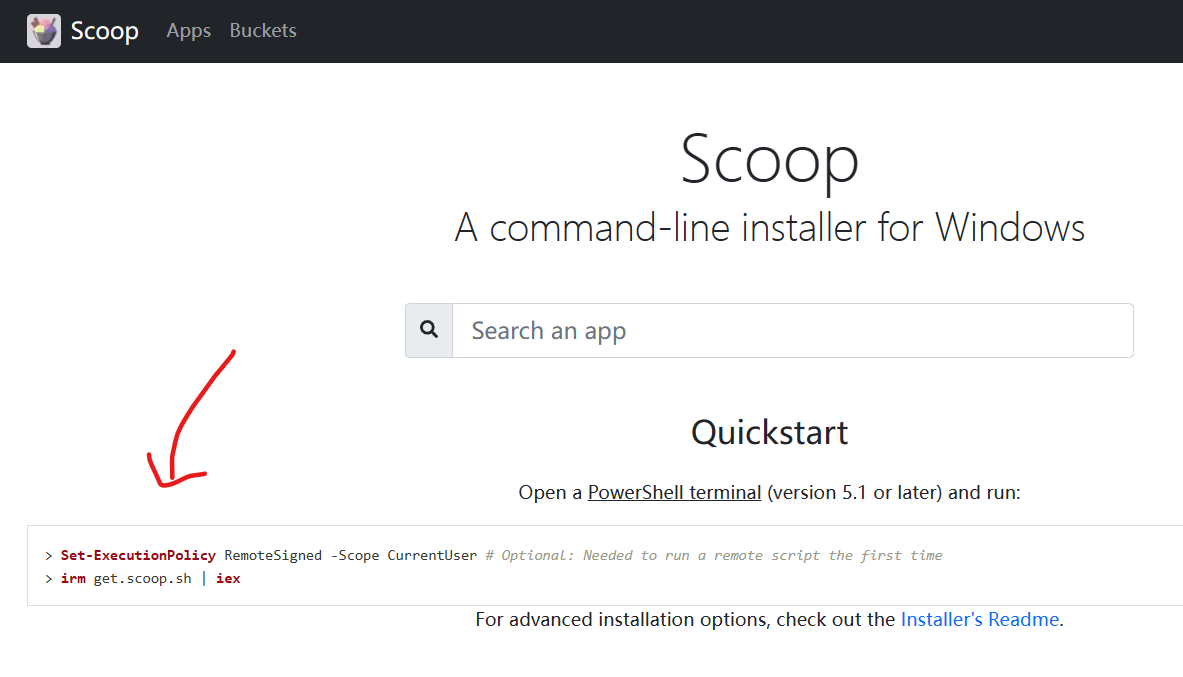 Scoop Apps Buckets
Scoop
A command-line installer for Windows
Search an app
Quickstart
Open a PowerShell terminal (version 5.1 or later) and run:
> Set-ExecutionPolicy RemoteSigned -Scope CurrentUser # Optional: Needed to run a remote script the first time
> irm get.scoop.sh | iex
For advanced installation options, check out the Installer's Readme.